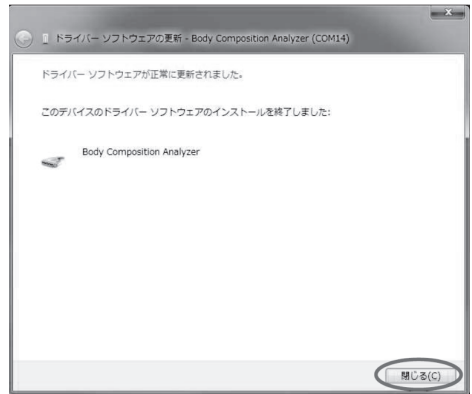 ドライバー ソフトウェアの更新 - Body Composition Analyzer (COM14)
ドライバー ソフトウェアが正常に更新されました。
このデバイスのドライバー ソフトウェアのインストールを終了しました:
Body Composition Analyzer
閉じる(C)